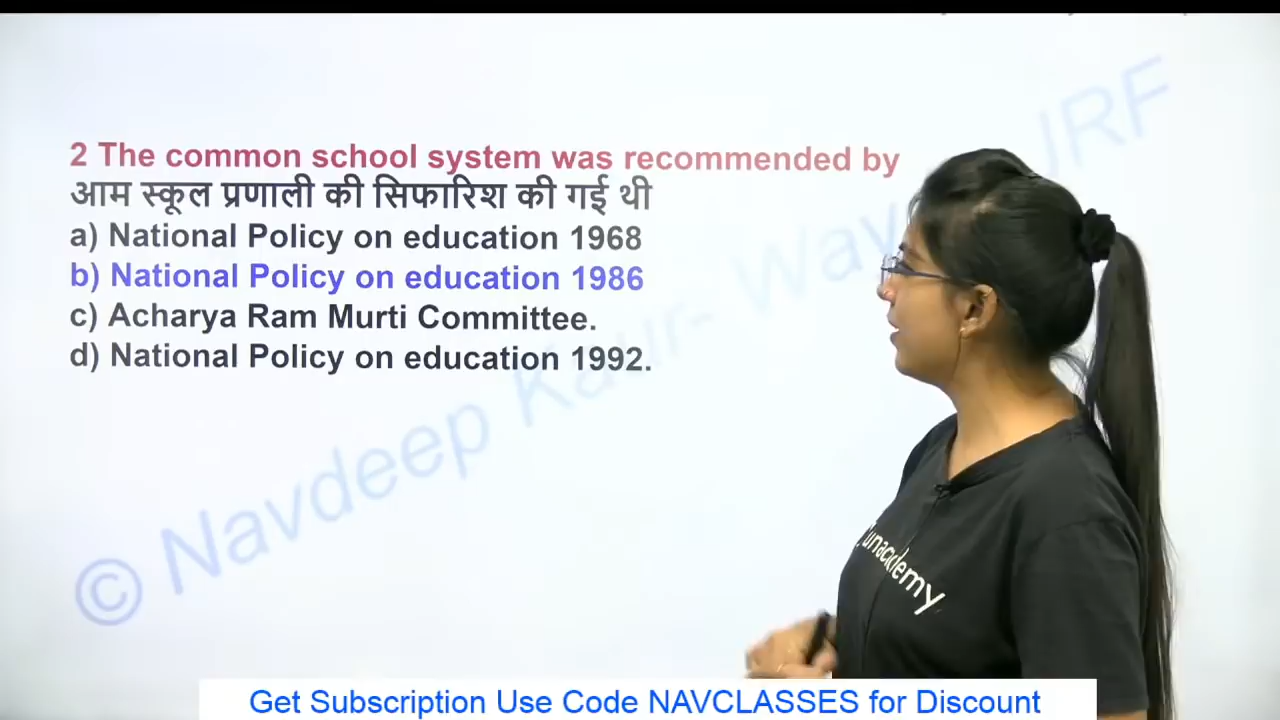 2 The common school system was recommended by
आम स्कूल प्रणाली की सिफारिश की गई थी
a) National Policy on education 1968
b) National Policy on education 1986
c) Acharya Ram Murti Committee.
d) National Policy on education 1992.
© Navdeep Kaur- Way JRF
unacademy
Get Subscription Use Code NAVCLASSES for Discount